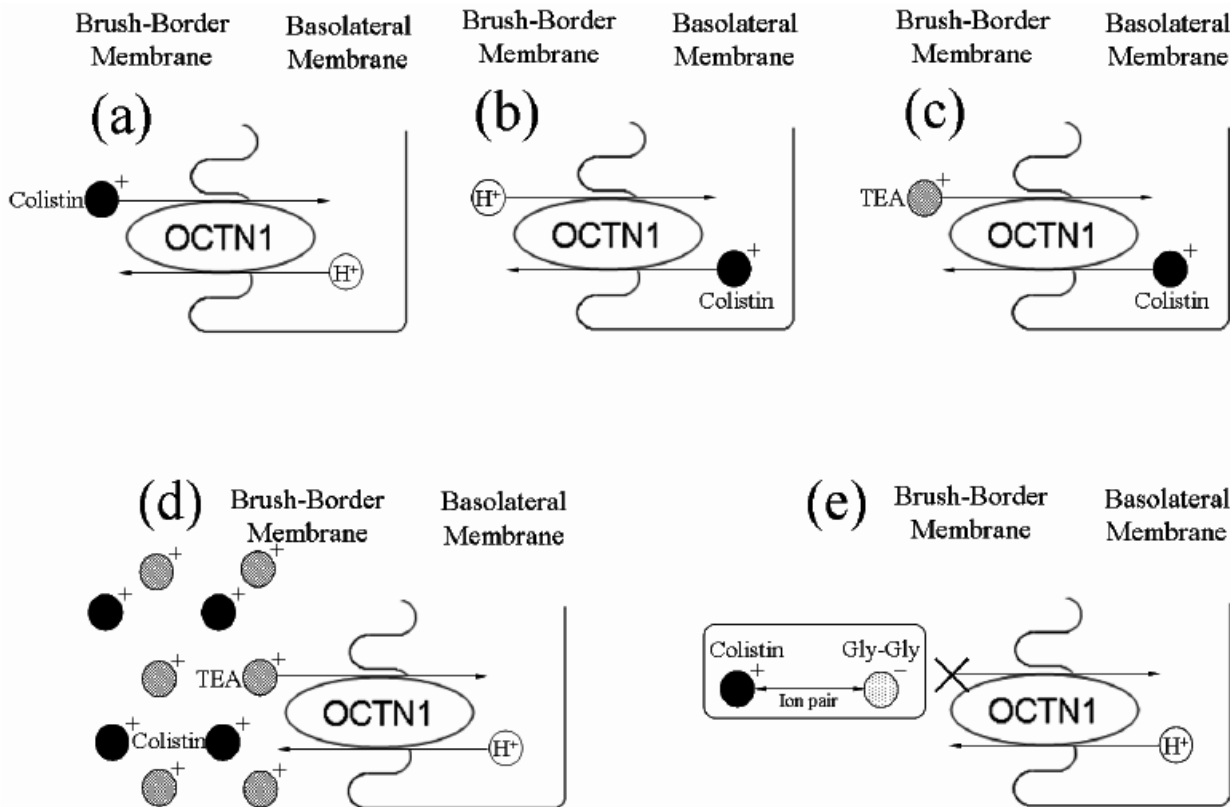 Brush-Border Membrane
Basolateral Membrane
(a)
Colistin +
OCTN1
H+
Brush-Border Membrane
Basolateral Membrane
(b)
H+
OCTN1
+
Colistin
Brush-Border Membrane
Basolateral Membrane
(c)
TEA +
OCTN1
+
Colistin
(d)
Brush-Border Membrane
Basolateral Membrane
+ +
+ +
+ TEA +
OCTN1
+ Colistin +
H+
+ +
(e)
Brush-Border Membrane
Basolateral Membrane
Colistin Gly-Gly
+ −
Ion pair
OCTN1
H+